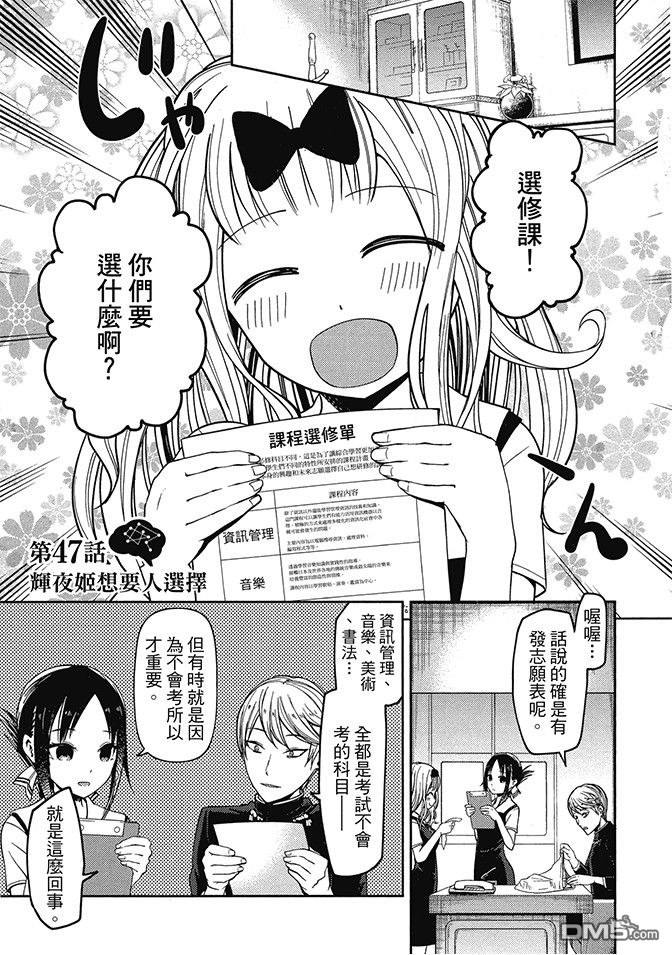 じゃーん
選修課！
你們要
選什麼啊？
課程選修單
課程內容
資訊管理
音樂
第47話
輝夜姬想要人選擇
喔喔…
話說的確是有
發志願表呢。
資訊管理、
音樂、美術
、書法…
全都是考試不會
考的科目——
但有時就是因
為不會考所以
才重要。
就是這麼回事。
DM5.com